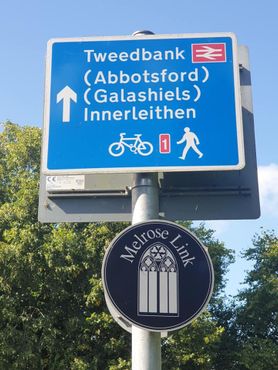 Tweedbank
(Abbotsford)
(Galashiels)
Innerleithen
1
Melrose Link